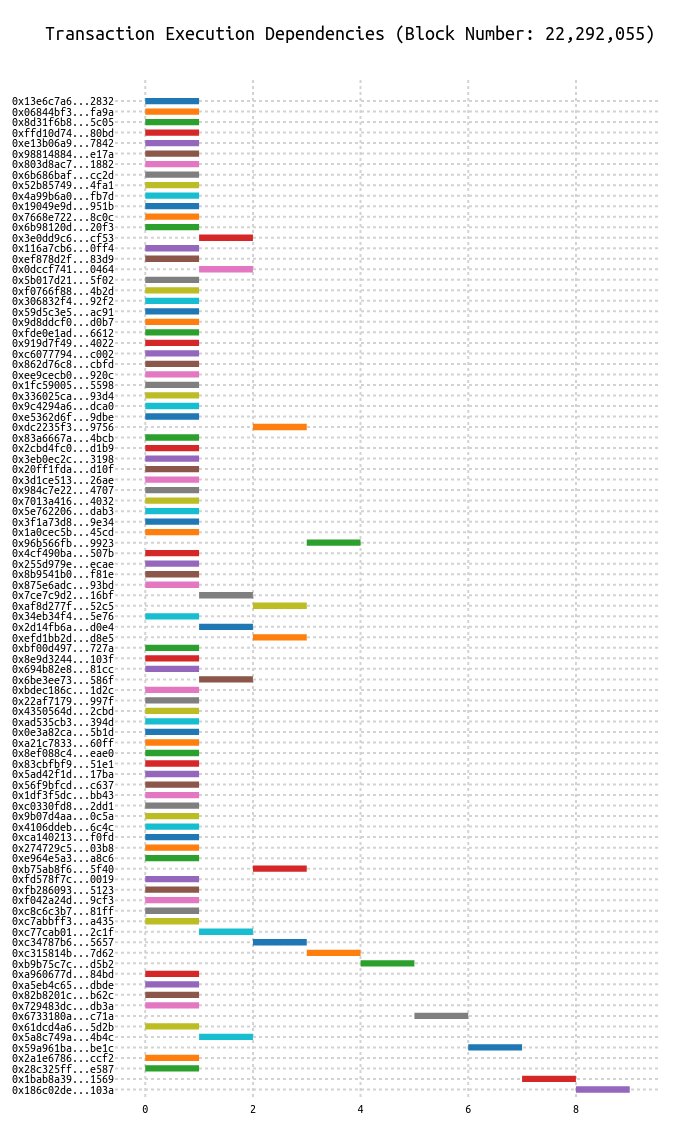 Transaction Execution Dependencies (Block Number: 22,292,055)
0x13e6c7a6...2832
0x06844bf3...fa9a
0x8d31f6b8...5c05
0xffd10d74...80bd
0xe13b06a9...7842
0x98814884...e17a
0x803d8ac7...1882
0x6b686baf...cc2d
0x52b85749...4fa1
0x4a99b6a0...fb7d
0x19049e9d...951b
0x7668e722...8c0c
0x6b98120d...20f3
0x3e0dd9c6...cf53
0x116a7cb6...0ff4
0xef878d2f...83d9
0x0dccf741...0464
0x5b017d21...5f02
0xf0766f88...4b2d
0x306832f4...92f2
0x59d5c3e5...ac91
0x9d8ddcf0...d0b7
0xfde0e1ad...6612
0x919d7f49...4022
0xc6077794...c002
0x862d76c8...cbfd
0xee9cecb0...920c
0x1fc59005...5598
0x336025ca...93d4
0x9c4294a6...dca0
0xe5362d6f...9dbe
0xdc2235f3...9756
0x83a6667a...4bcb
0x2cbd4fc0...d1b9
0x3eb0ec2c...3198
0x20ff1fda...d10f
0x3d1ce513...26ae
0x984c7e22...4707
0x7013a416...4032
0x5e762206...dab3
0x3f1a73d8...9e34
0x1a0cec5b...45cd
0x96b566fb...9923
0x4cf490ba...507b
0x255d979e...ecae
0x8b9541b0...f81e
0x875e6adc...93bd
0x7ce7c9d2...16bf
0xaf8d277f...52c5
0x34eb34f4...5e76
0x2d14fb6a...d0e4
0xefd1bb2d...d8e5
0xbf00d497...727a
0x8e9d3244...103f
0x694b82e8...81cc
0x6be3ee73...586f
0xbdec186c...1d2c
0x22af7179...997f
0x4350564d...2cbd
0xad535cb3...394d
0x0e3a82ca...5b1d
0xa21c7833...60ff
0x8ef088c4...eae0
0x83cbfbf9...51e1
0x5ad42f1d...17ba
0x56f9bfcd...c637
0x1df3f5dc...bb43
0xc0330fd8...2dd1
0x9b07d4aa...0c5a
0x4106ddeb...6c4c
0xca140213...f0fd
0x274729c5...03b8
0xe964e5a3...a8c6
0xb75ab8f6...5f40
0xfd578f7c...0019
0xfb286093...5123
0xf042a24d...9cf3
0xc8c6c3b7...81ff
0xc7abbff3...a435
0xc77cab01...2c1f
0xc34787b6...5657
0xc315814b...7d62
0xb9b75c7c...d5b2
0xa960677d...84bd
0xa5eb4c65...dbde
0x82b8201c...b62c
0x729483dc...db3a
0x6733180a...c71a
0x61dcd4a6...5d2b
0x5a8c749a...4b4c
0x59a961ba...be1c
0x2a1e6786...ccf2
0x28c325ff...e587
0x1bab8a39...1569
0x186c02de...103a
0 2 4 6 8